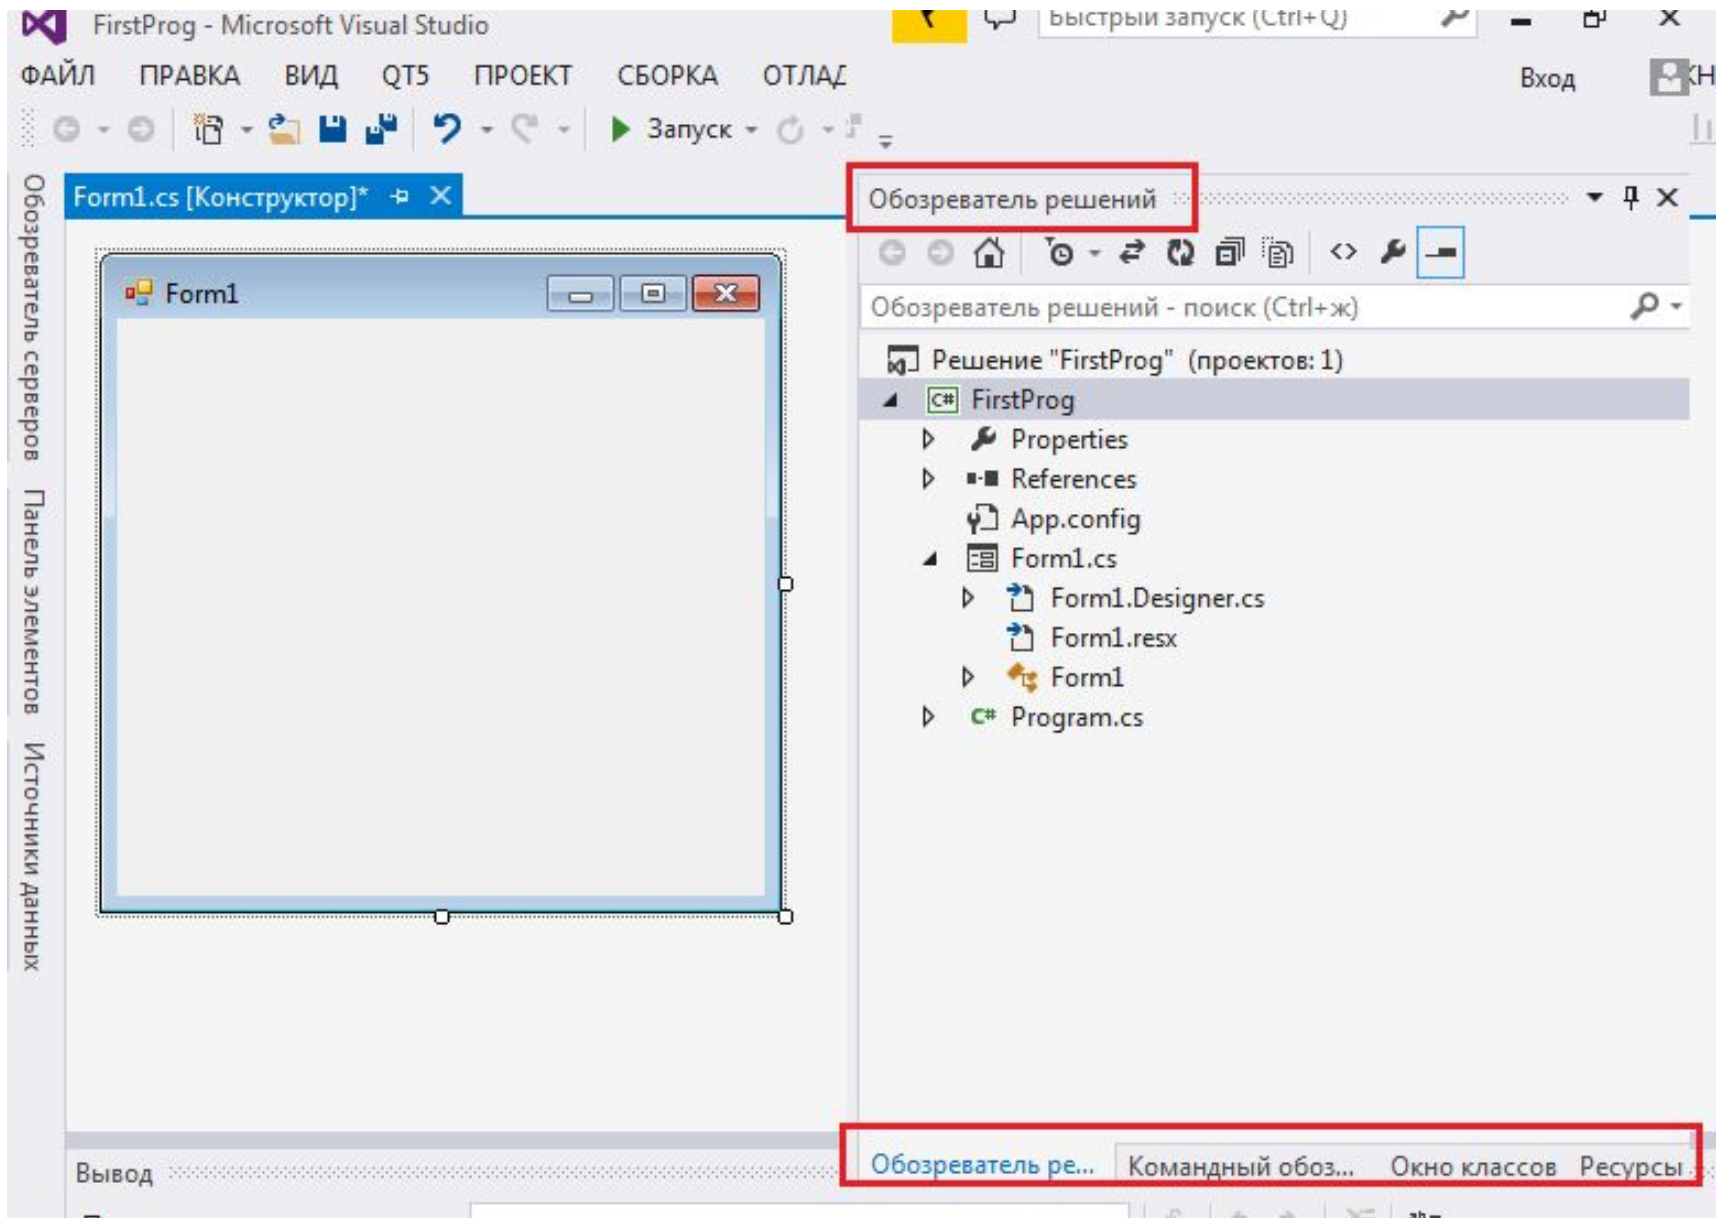 FirstProg - Microsoft Visual Studio
Быстрый запуск (Ctrl+Q)
ФАЙЛ ПРАВКА ВИД QT5 ПРОЕКТ СБОРКА
Вход
Запуск
Обозреватель серверов
Панель элементов
Источники данных
Form1.cs [Конструктор]*
Form1
Обозреватель решений
Обозреватель решений - поиск (Ctrl+ж)
Решение "FirstProg" (проектов: 1)
C# FirstProg
Properties
References
App.config
Form1.cs
Form1.Designer.cs
Form1.resx
Form1
C# Program.cs
Обозреватель ре... Командный обоз... Окно классов Ресурсы
Вывод